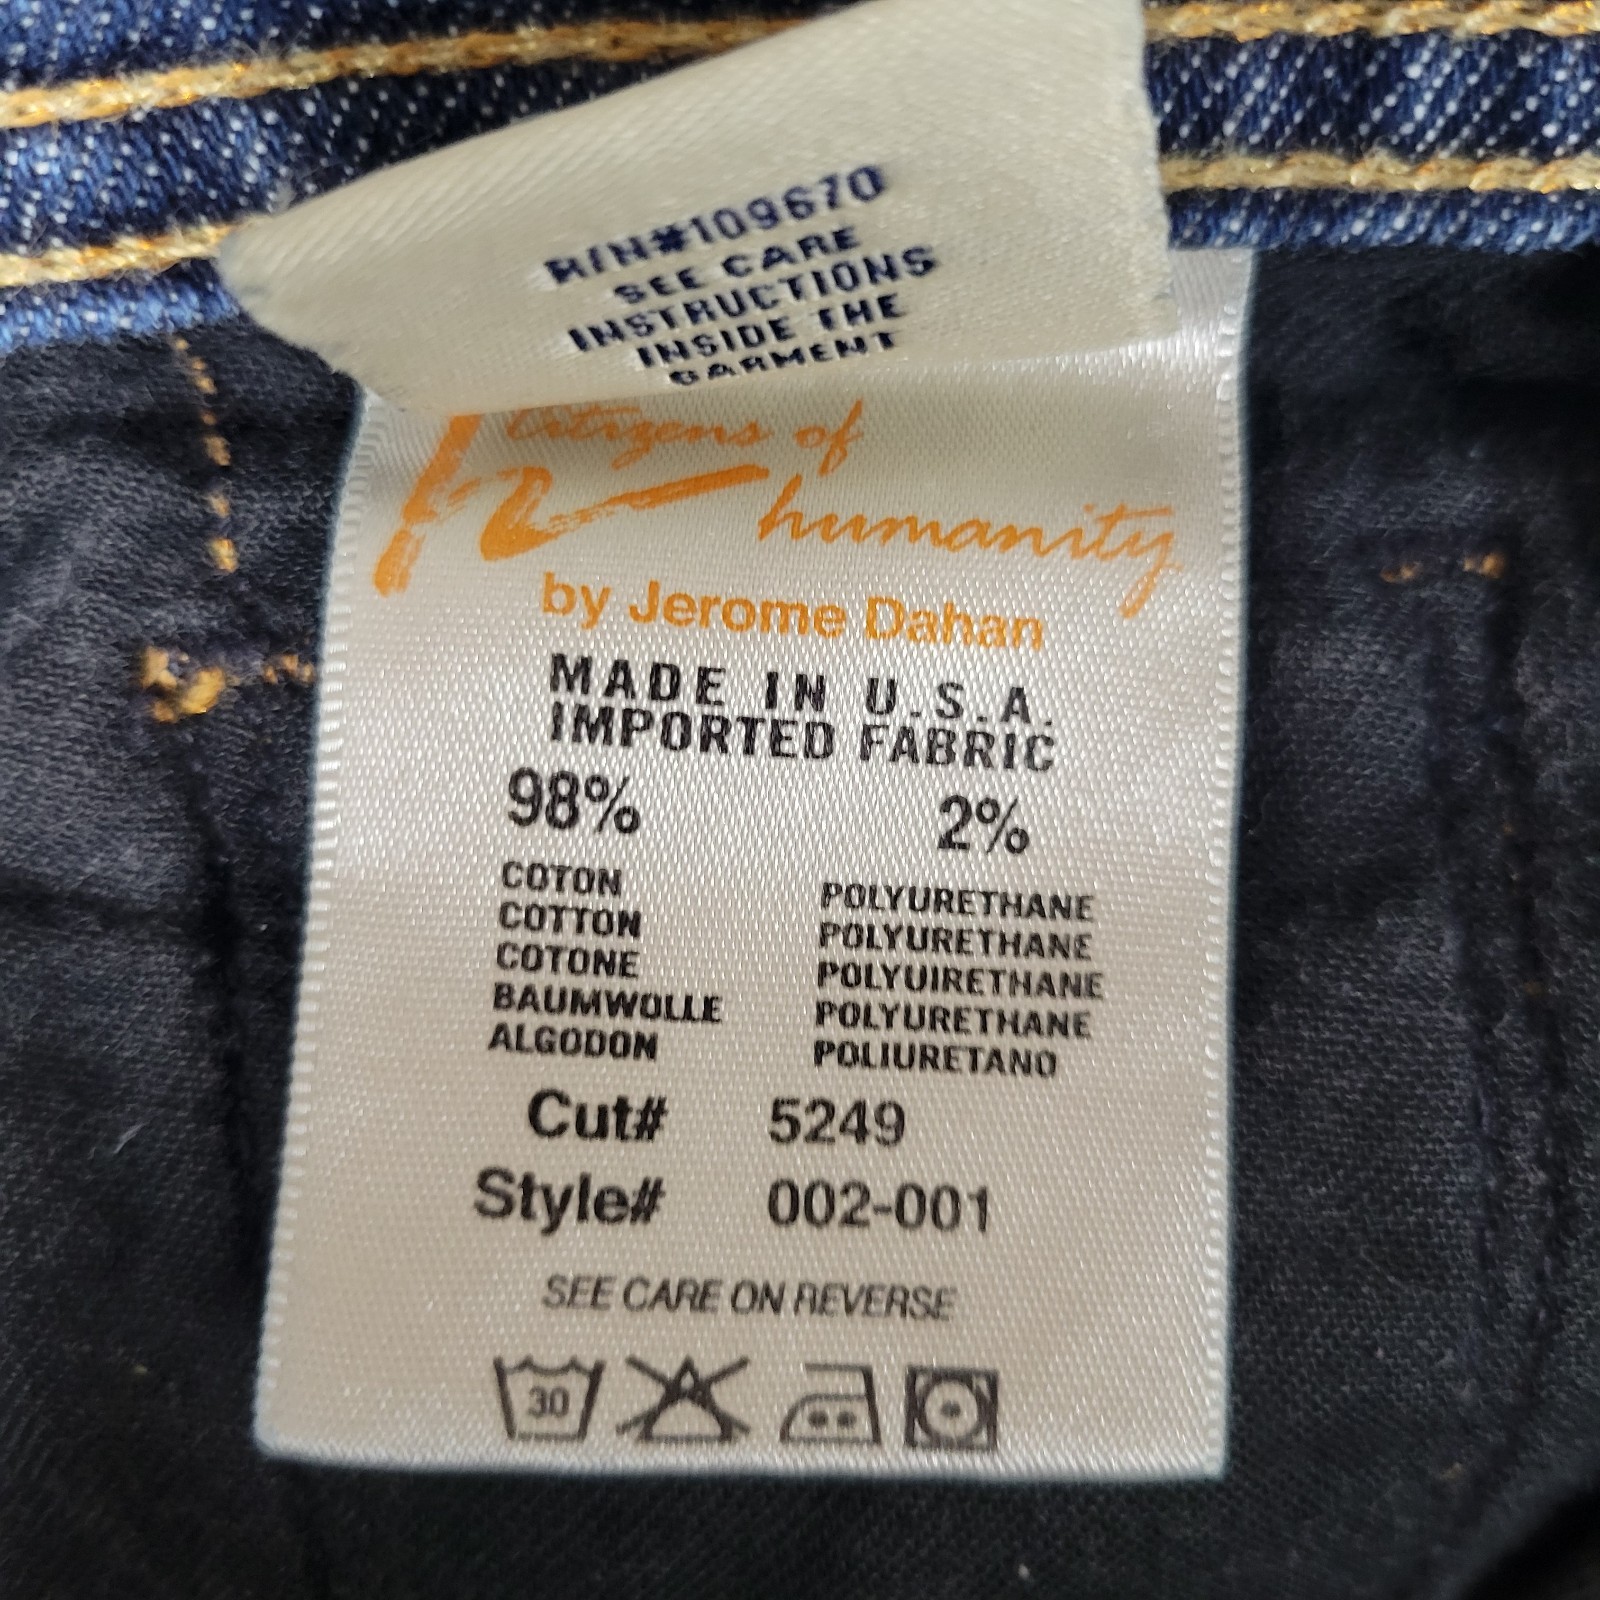 R/N#109670
SEE CARE
INSTRUCTIONS
INSIDE THE
GARMENT
Citizens of
humanity
by Jerome Dahan
MADE IN U.S.A.
IMPORTED FABRIC
98% 2%
COTON POLYURETHANE
COTTON POLYURETHANE
COTONE POLYUIRETHANE
BAUMWOLLE POLYURETHANE
ALGODON POLIURETANO
Cut# 5249
Style# 002-001
SEE CARE ON REVERSE
30